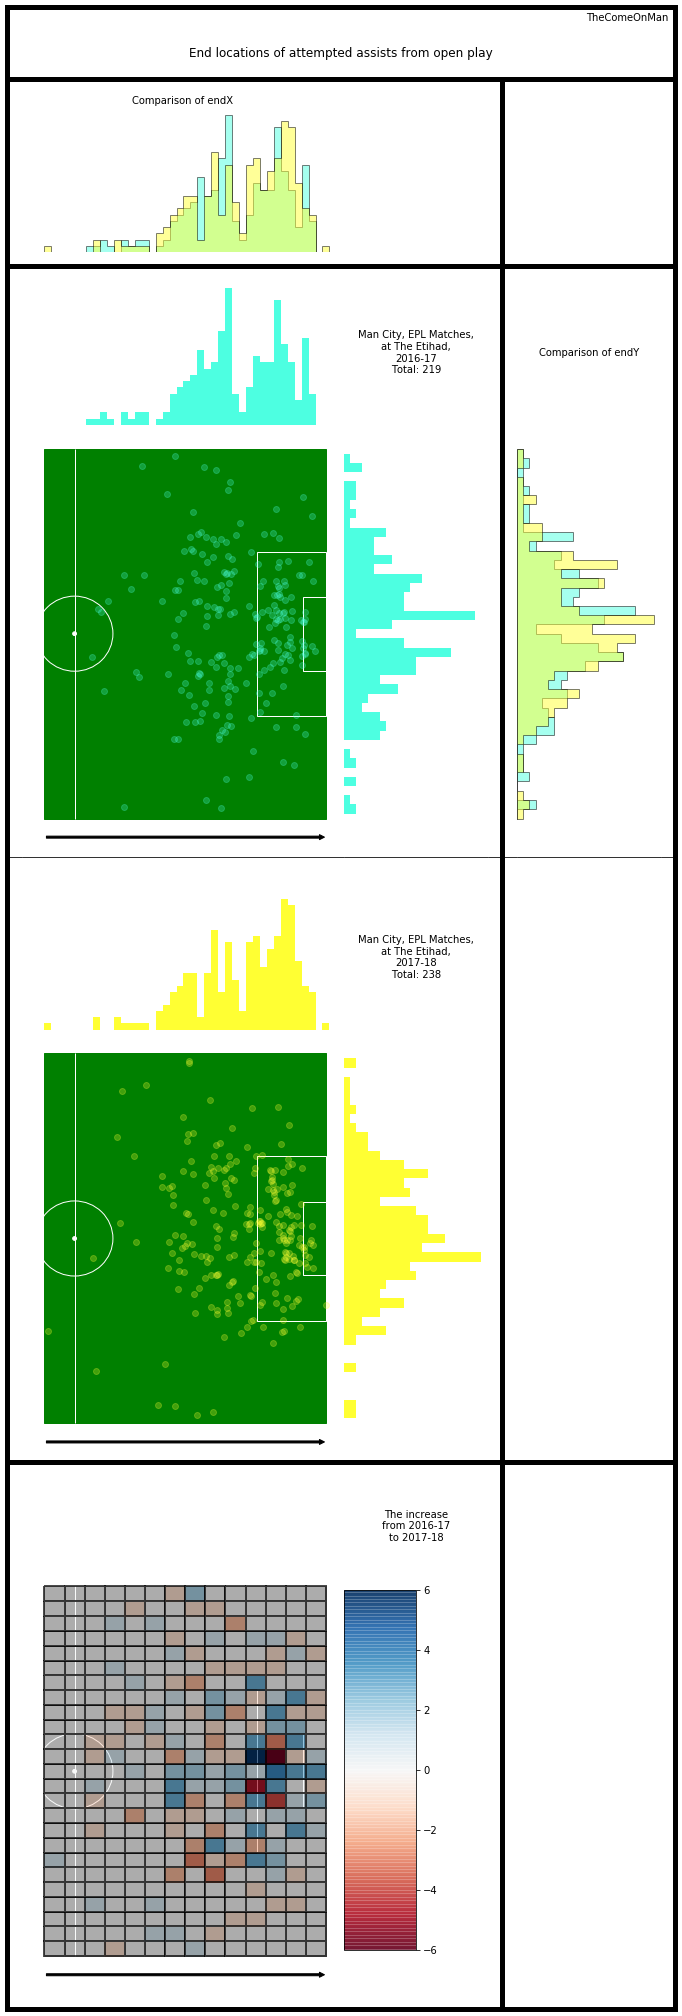 TheComeOnMan
End locations of attempted assists from open play
Comparison of endX
Man City, EPL Matches,
at The Etihad,
2016-17
Total: 219
Comparison of endY
Man City, EPL Matches,
at The Etihad,
2017-18
Total: 238
The increase
from 2016-17
to 2017-18
6
4
2
0
−2
−4
−6